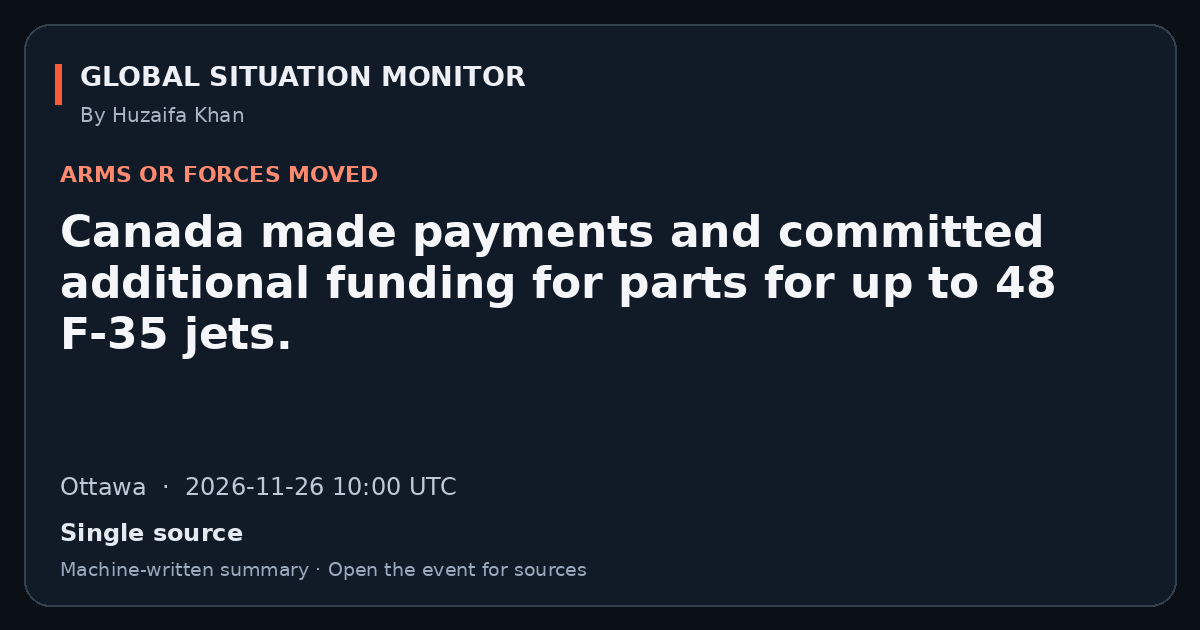 GLOBAL SITUATION MONITOR
By Huzaifa Khan
ARMS OR FORCES MOVED
Canada made payments and committed
additional funding for parts for up to 48
F-35 jets.
Ottawa · 2026-11-26 10:00 UTC
Single source
Machine-written summary · Open the event for sources